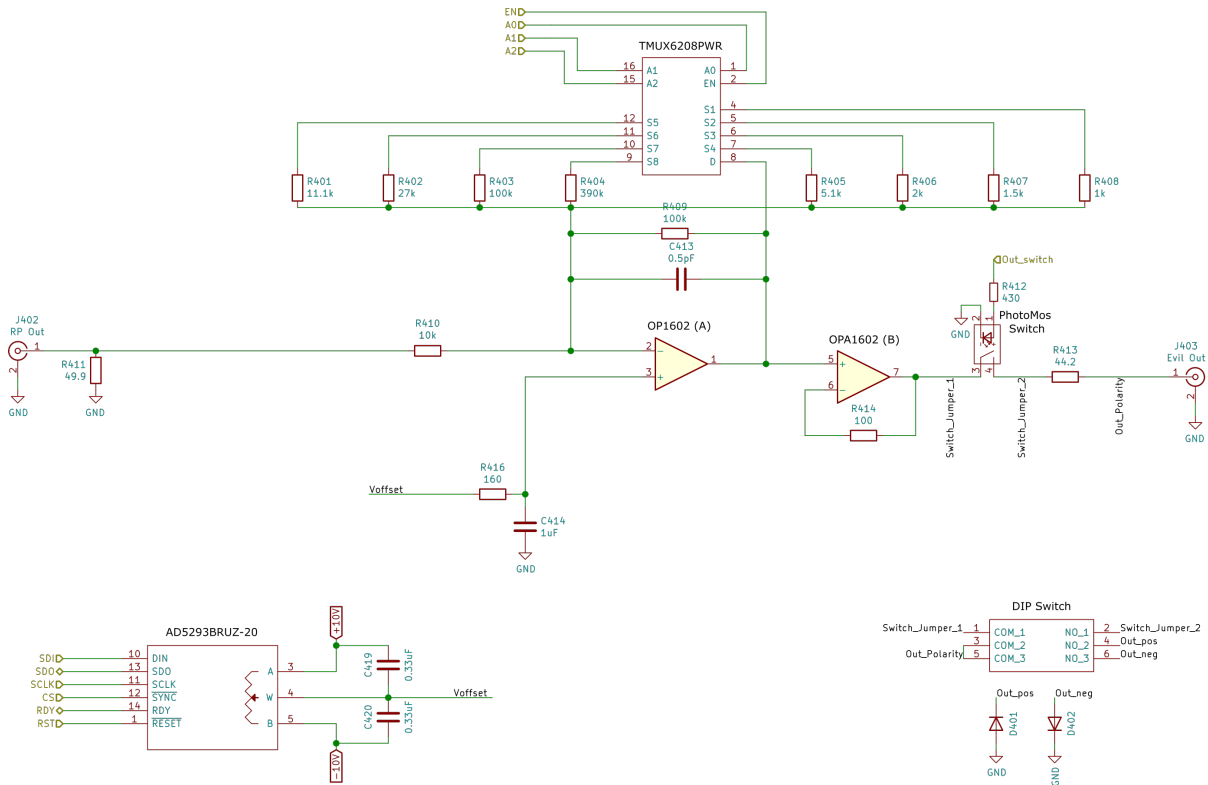 EN
A0
A1
A2
TMUX6208PWR
16 A1
15 A2
A0 1
EN 2
S1 4
12 S5
S2 5
11 S6
S3 6
10 S7
S4 7
9 S8
D 8
R401
11.1k
R402
27k
R403
100k
R404
390k
R405
5.1k
R406
2k
R407
1.5k
R408
1k
R409
100k
C413
0.5pF
Out_switch
R412
430
GND
2 1
PhotoMos
Switch
3 4
J402
RP Out
1
2
GND
R411
49.9
GND
R410
10k
OP1602 (A)
2 −
3 +
1
OPA1602 (B)
5 +
6 −
7
R414
100
Switch_Jumper_1
Switch_Jumper_2
R413
44.2
Out_Polarity
J403
Evil Out
1
2
GND
Voffset
R416
160
C414
1uF
GND
AD5293BRUZ-20
SDI 10 DIN
SDO 13 SDO
SCLK 11 SCLK
CS 12 SYNC
RDY 14 RDY
RST 1 RESET
A 3
W 4
B 5
+10V
-10V
C419
0.33uF
C420
0.33uF
Voffset
DIP Switch
Switch_Jumper_1 1 COM_1 NO_1 2 Switch_Jumper_2
3 COM_2 NO_2 4 Out_pos
Out_Polarity 5 COM_3 NO_3 6 Out_neg
Out_pos
D401
GND
Out_neg
D402
GND